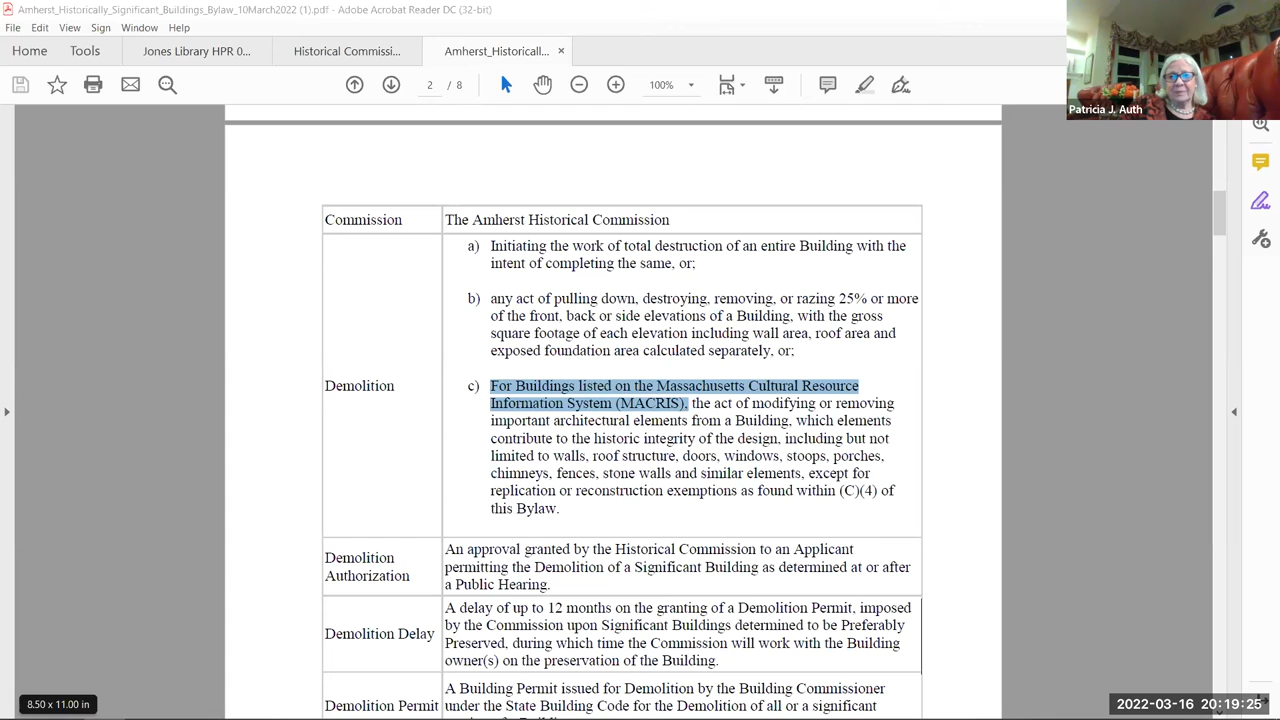 Amherst_Historically_Significant_Buildings_Bylaw_10March2022 (1).pdf - Adobe Acrobat Reader DC (32-bit)
File Edit View Sign Window Help
Home Tools Jones Library HPR 0... Historical Commissi... Amherst_Historicall... ×
2 / 8 100%
Patricia J. Auth
Commission The Amherst Historical Commission
a) Initiating the work of total destruction of an entire Building with the
intent of completing the same, or;
b) any act of pulling down, destroying, removing, or razing 25% or more
of the front, back or side elevations of a Building, with the gross
square footage of each elevation including wall area, roof area and
exposed foundation area calculated separately, or;
Demolition c) For Buildings listed on the Massachusetts Cultural Resource
Information System (MACRIS), the act of modifying or removing
important architectural elements from a Building, which elements
contribute to the historic integrity of the design, including but not
limited to walls, roof structure, doors, windows, stoops, porches,
chimneys, fences, stone walls and similar elements, except for
replication or reconstruction exemptions as found within (C)(4) of
this Bylaw.
Demolition
Authorization
An approval granted by the Historical Commission to an Applicant
permitting the Demolition of a Significant Building as determined at or after
a Public Hearing.
Demolition Delay
A delay of up to 12 months on the granting of a Demolition Permit, imposed
by the Commission upon Significant Buildings determined to be Preferably
Preserved, during which time the Commission will work with the Building
owner(s) on the preservation of the Building.
Demolition Permit
A Building Permit issued for Demolition by the Building Commissioner
under the State Building Code for the Demolition of all or a significant
8.50 x 11.00 in
2022-03-16 20:19:25